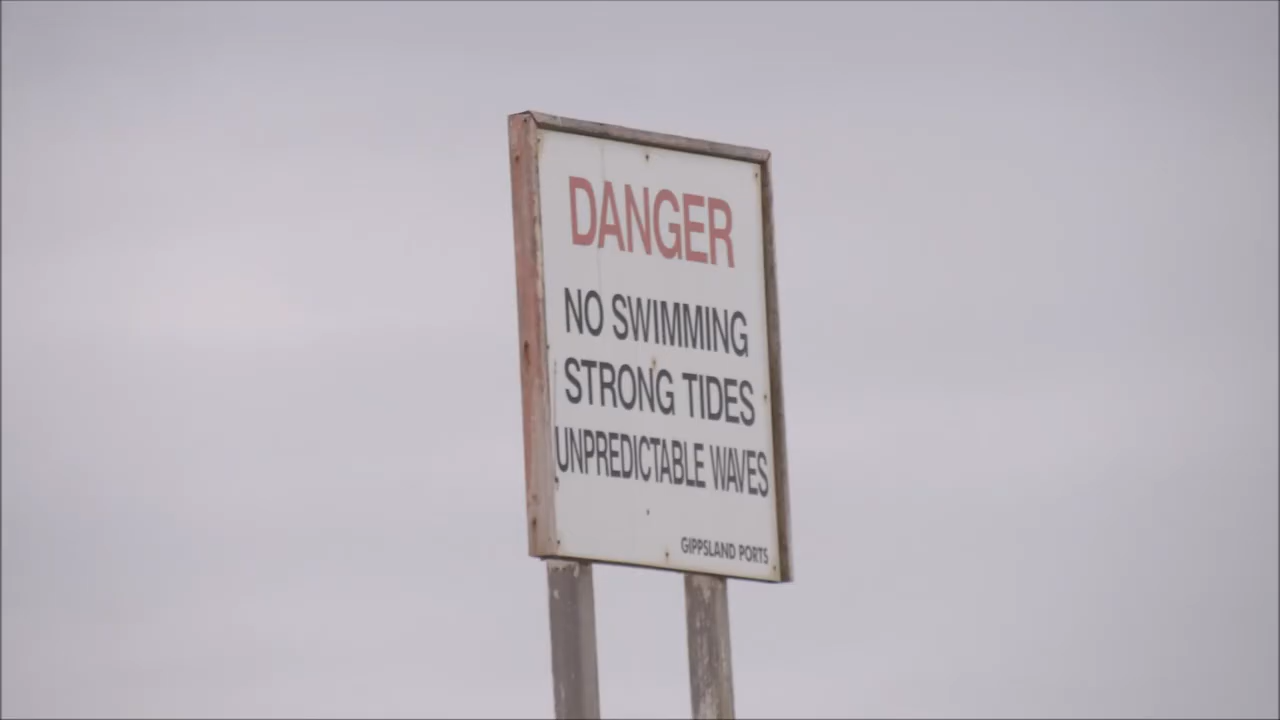 DANGER
NO SWIMMING
STRONG TIDES
UNPREDICTABLE WAVES
GIPPSLAND PORTS